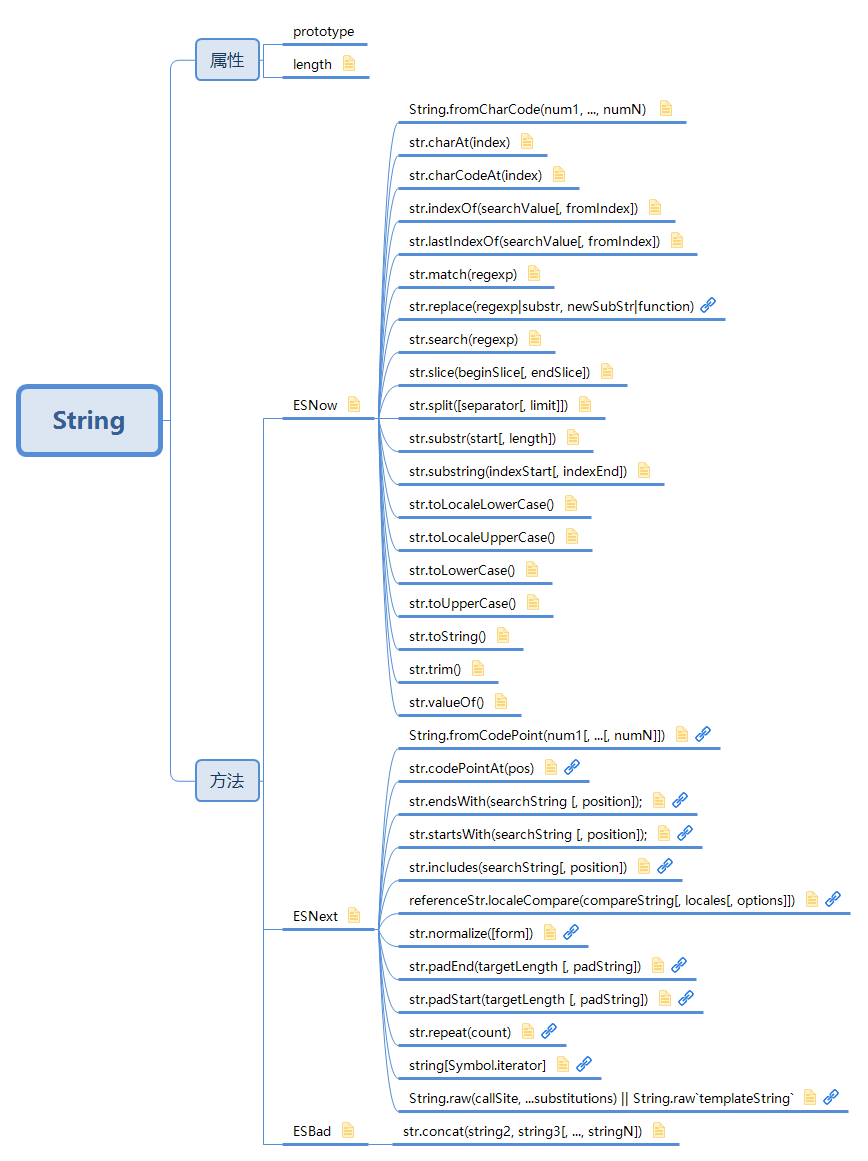 String
属性
prototype
length
方法
ESNow
String.fromCharCode(num1, ..., numN)
str.charAt(index)
str.charCodeAt(index)
str.indexOf(searchValue[, fromIndex])
str.lastIndexOf(searchValue[, fromIndex])
str.match(regexp)
str.replace(regexp|substr, newSubStr|function)
str.search(regexp)
str.slice(beginSlice[, endSlice])
str.split([separator[, limit]])
str.substr(start[, length])
str.substring(indexStart[, indexEnd])
str.toLocaleLowerCase()
str.toLocaleUpperCase()
str.toLowerCase()
str.toUpperCase()
str.toString()
str.trim()
str.valueOf()
ESNext
String.fromCodePoint(num1[, ...[, numN]])
str.codePointAt(pos)
str.endsWith(searchString [, position]);
str.startsWith(searchString [, position]);
str.includes(searchString[, position])
referenceStr.localeCompare(compareString[, locales[, options]])
str.normalize([form])
str.padEnd(targetLength [, padString])
str.padStart(targetLength [, padString])
str.repeat(count)
string[Symbol.iterator]
String.raw(callSite, ...substitutions) || String.raw`templateString`
ESBad
str.concat(string2, string3[, ..., stringN])